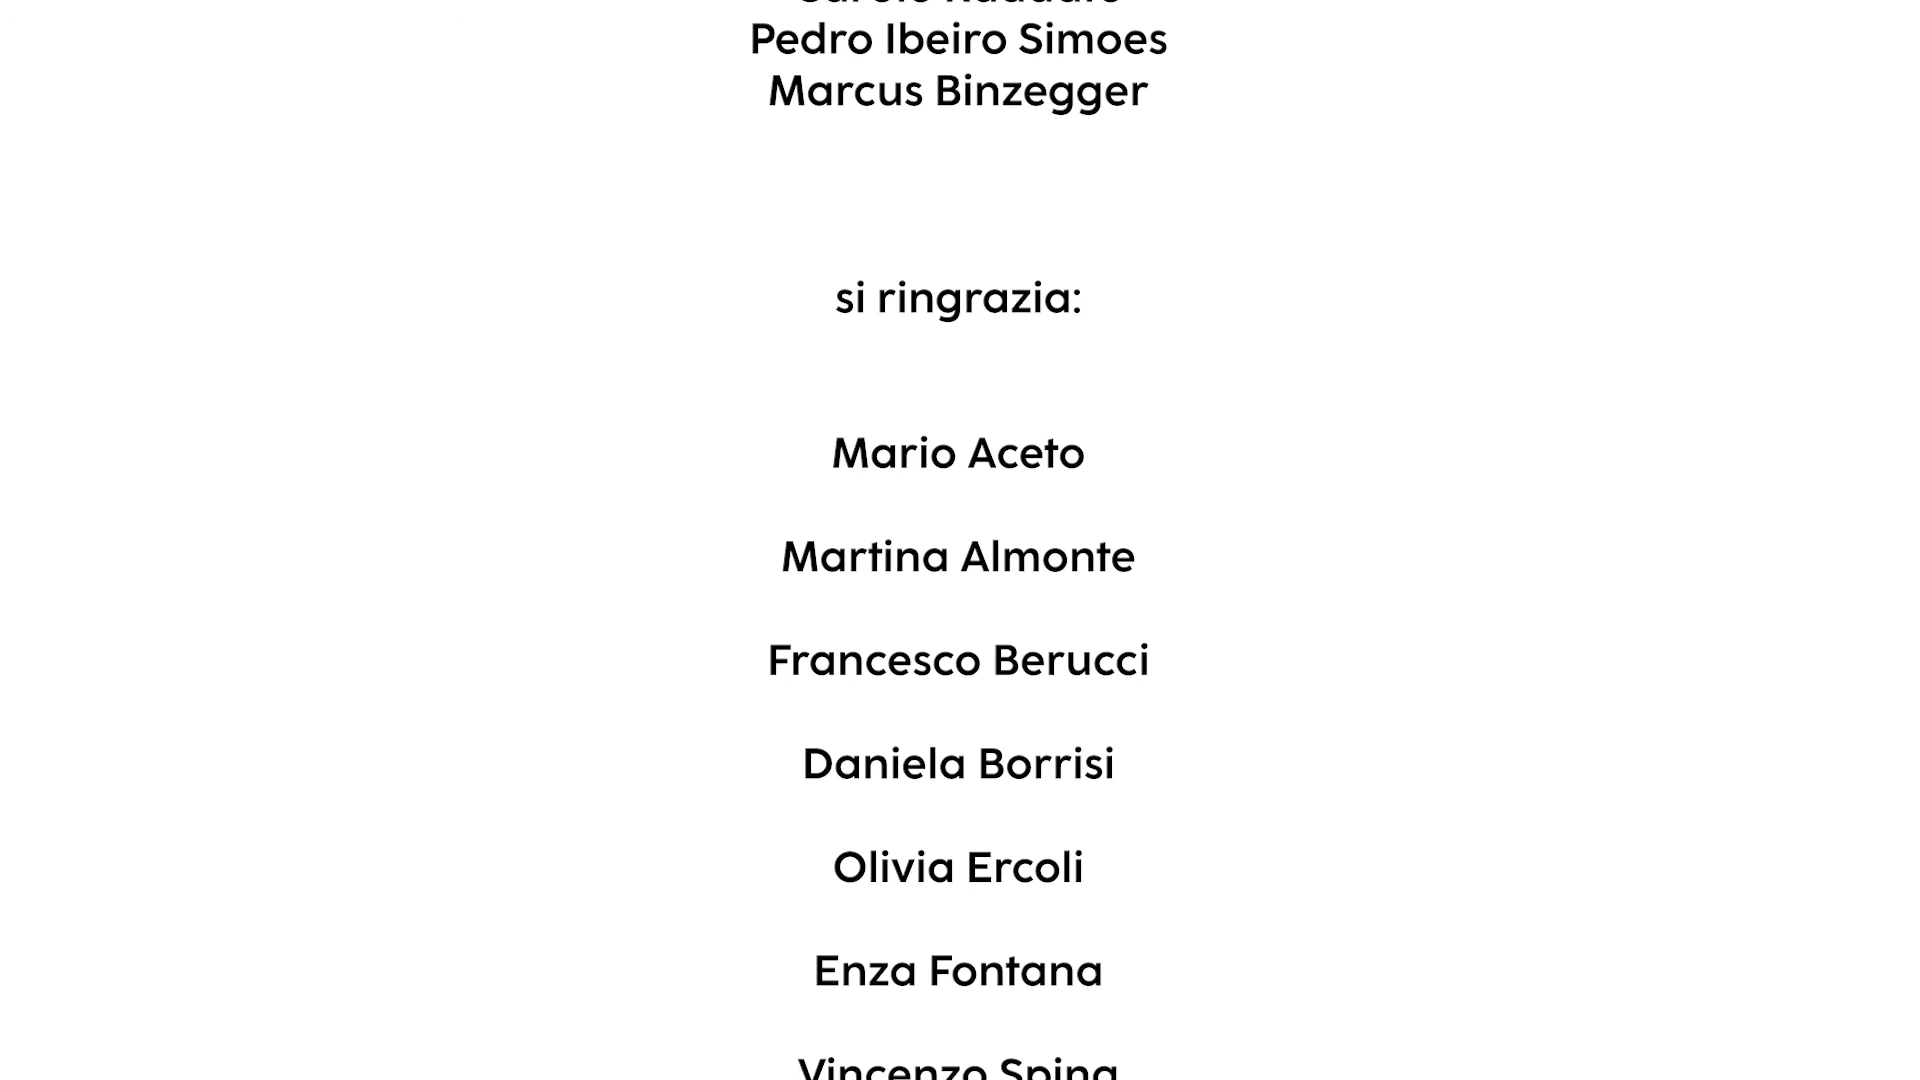 Pedro Ibeiro Simoes
Marcus Binzegger
si ringrazia:
Mario Aceto
Martina Almonte
Francesco Berucci
Daniela Borrisi
Olivia Ercoli
Enza Fontana
Vincenzo Spina